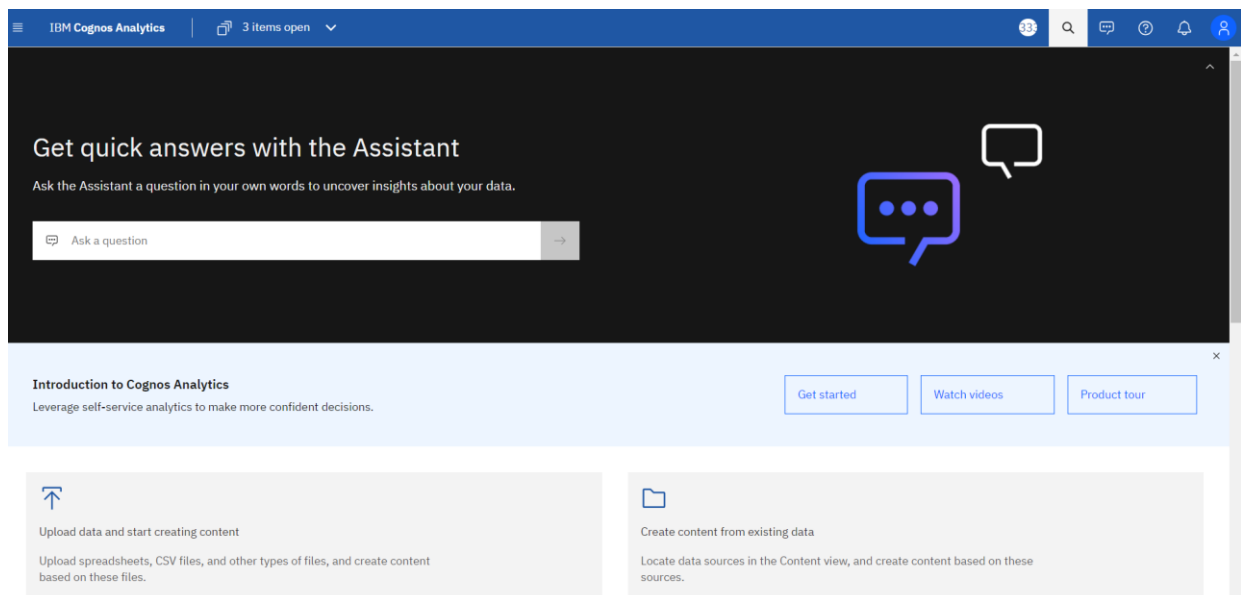 IBM Cognos Analytics
3 items open
Get quick answers with the Assistant
Ask the Assistant a question in your own words to uncover insights about your data.
Ask a question
Introduction to Cognos Analytics
Leverage self-service analytics to make more confident decisions.
Get started
Watch videos
Product tour
Upload data and start creating content
Upload spreadsheets, CSV files, and other types of files, and create content
based on these files.
Create content from existing data
Locate data sources in the Content view, and create content based on these
sources.